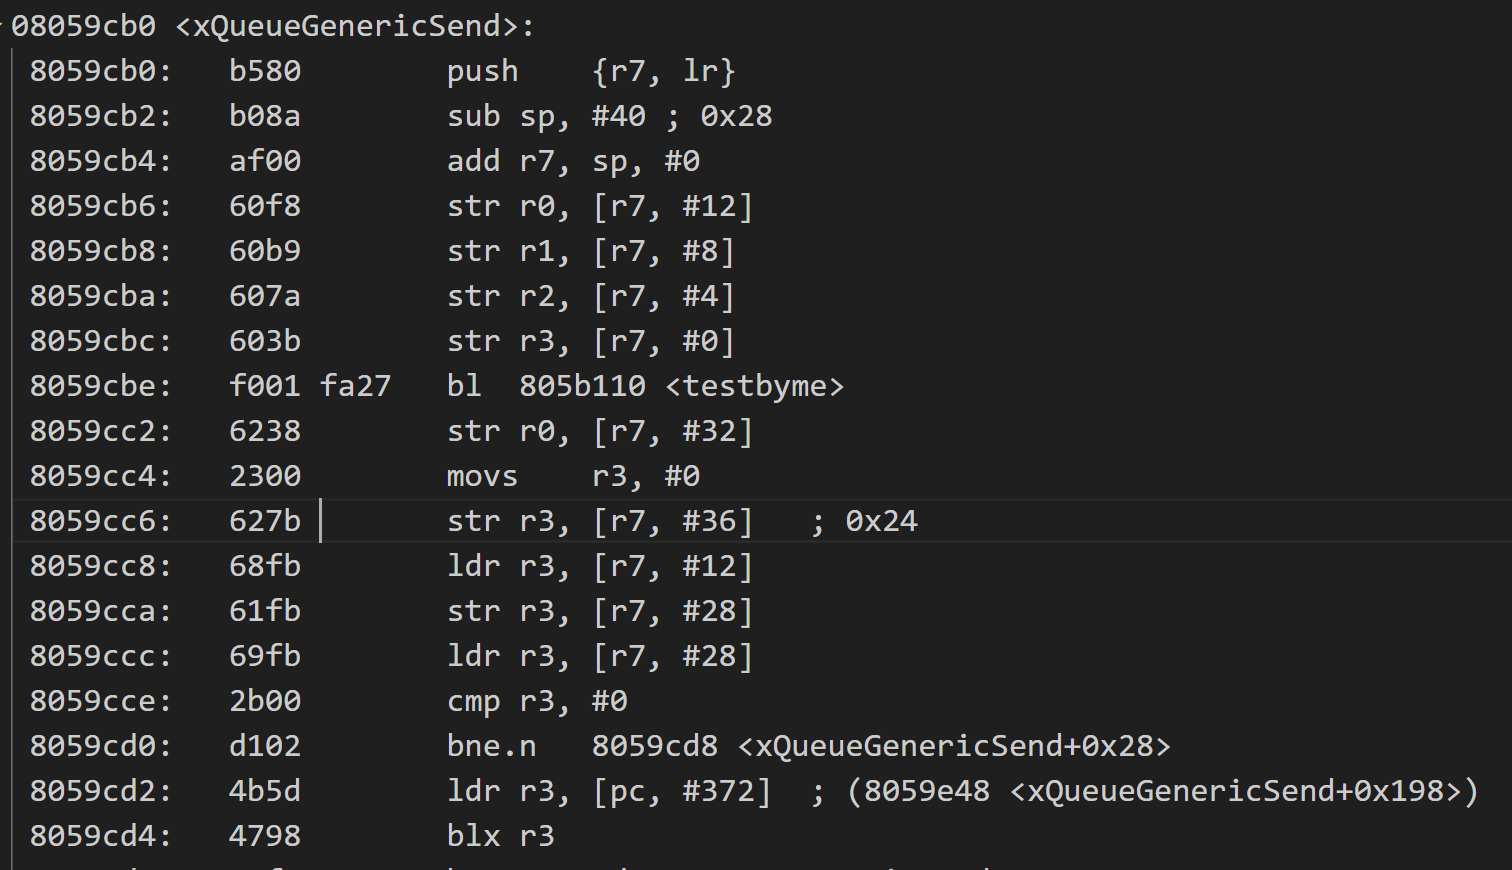 08059cb0 <xQueueGenericSend>:
8059cb0: b580 push {r7, lr}
8059cb2: b08a sub sp, #40 ; 0x28
8059cb4: af00 add r7, sp, #0
8059cb6: 60f8 str r0, [r7, #12]
8059cb8: 60b9 str r1, [r7, #8]
8059cba: 607a str r2, [r7, #4]
8059cbc: 603b str r3, [r7, #0]
8059cbe: f001 fa27 bl 805b110 <testbyme>
8059cc2: 6238 str r0, [r7, #32]
8059cc4: 2300 movs r3, #0
8059cc6: 627b str r3, [r7, #36] ; 0x24
8059cc8: 68fb ldr r3, [r7, #12]
8059cca: 61fb str r3, [r7, #28]
8059ccc: 69fb ldr r3, [r7, #28]
8059cce: 2b00 cmp r3, #0
8059cd0: d102 bne.n 8059cd8 <xQueueGenericSend+0x28>
8059cd2: 4b5d ldr r3, [pc, #372] ; (8059e48 <xQueueGenericSend+0x198>)
8059cd4: 4798 blx r3